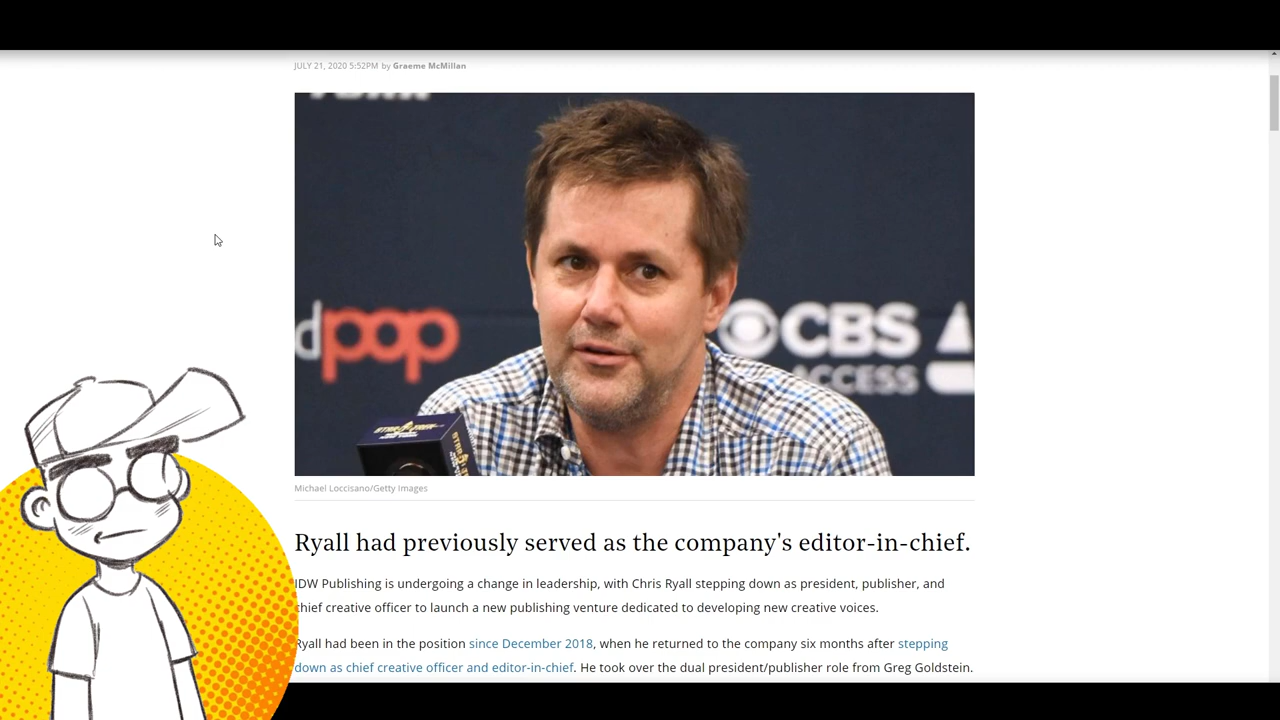 JULY 21, 2020 5:52PM by Graeme McMillan
dpop
CBS
ACCESS
STAR TREK
Michael Loccisano/Getty Images
Ryall had previously served as the company's editor-in-chief.
IDW Publishing is undergoing a change in leadership, with Chris Ryall stepping down as president, publisher, and
chief creative officer to launch a new publishing venture dedicated to developing new creative voices.
Ryall had been in the position since December 2018, when he returned to the company six months after stepping
down as chief creative officer and editor-in-chief. He took over the dual president/publisher role from Greg Goldstein.